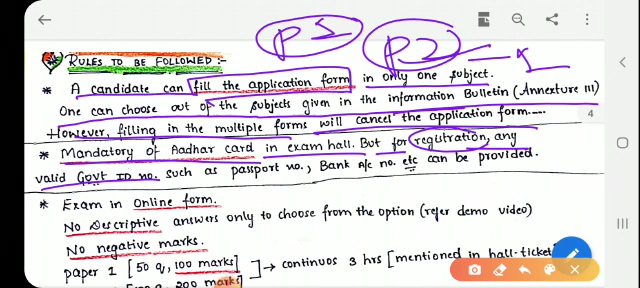 P1 P2 - 1
RULES TO BE FOLLOWED :-
* A candidate can fill the application form in only one subject.
One can choose out of the subjects given in the information Bulletin (Annexture III)
However, filling in the multiple forms will cancel the application form.... 4
* Mandatory of Aadhar card in exam hall. But for registration, any
valid Govt ID no. such as passport no., Bank A/c no. etc can be provided.
* Exam in Online form.
No Descriptive answers only to choose from the option (refer demo video)
No negative marks.
paper 1 [50 q, 100 marks] → continuos 3 hrs [mentioned in hall-ticket]
200 marks]